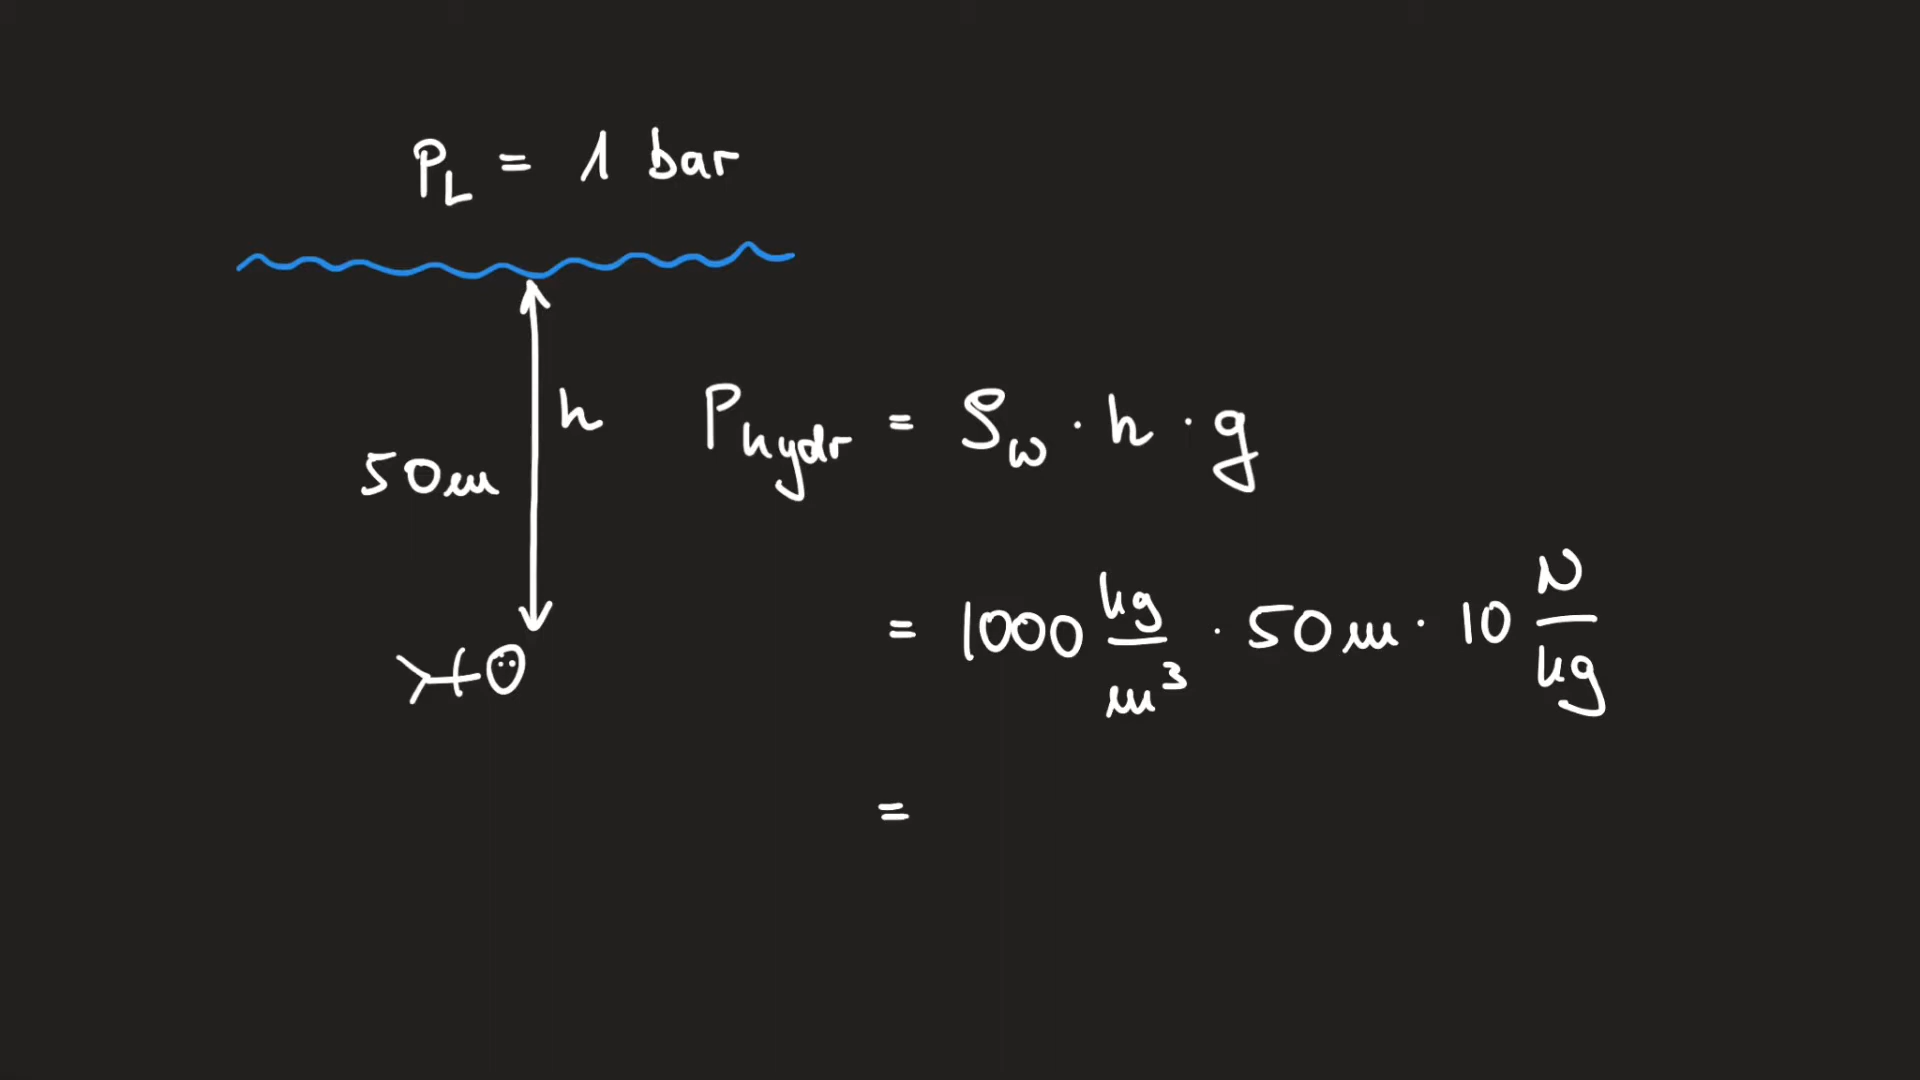 P_L = 1 bar
h
50m
P_hydr = ρ_w · h · g
= 1000 kg/m³ · 50m · 10 N/kg
=